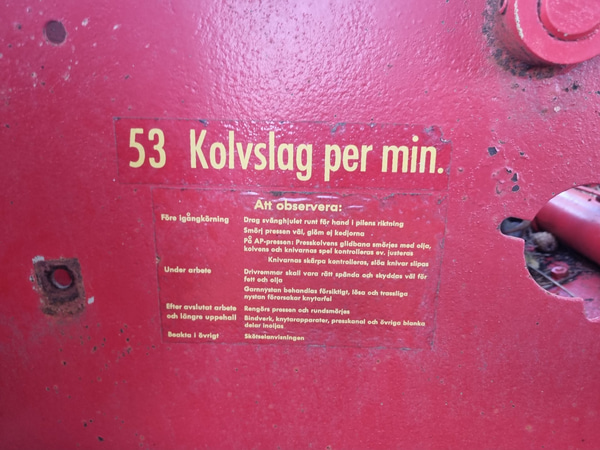 53 Kolvslag per min.
Att observera:
Före igångkörning Drag svänghjulet runt för hand i pilens riktning
Smörj pressen väl, glöm ej kedjorna
På AP-pressen: Presskolvens glidbana smörjes med olja,
kolvens och knivarnas spel kontrolleras ev. justeras
Knivarnas skärpa kontrolleras, slöa knivar slipas
Under arbete Drivremmar skall vara rätt spända och skyddas väl för
fett och olja
Garnnystan behandlas försiktigt, lösa och trassliga
nystan förorsakar knytarfel
Efter avslutat arbete Rengörs pressen och rundsmörjes
och längre uppehåll Bindverk, knytarapparater, presskanal och övriga blanka
delar inoljas
Beakta i övrigt Skötselanvisningen